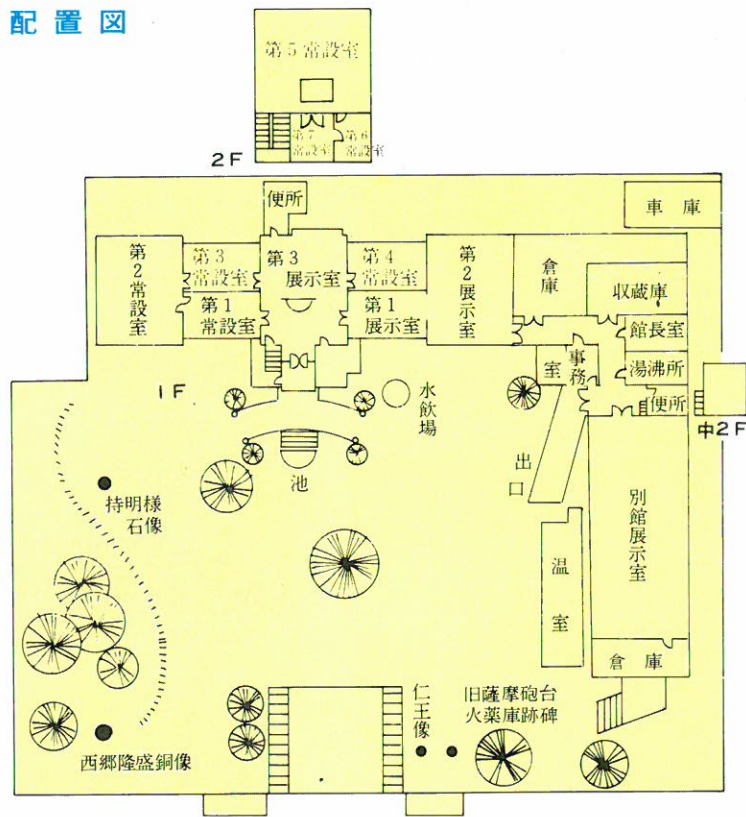 配置図
第5常設室
第7
常設室
第6
常設室
2F
便所
車庫
第2常設室
第3
常設室
第3
展示室
第4
常設室
第2展示室
倉庫
収蔵庫
第1
常設室
第1
展示室
館長室
事務
室
湯沸所
便所
中2F
1F
水飲場
池
出口
持明様
石像
別館展示室
温室
倉庫
仁王像
旧薩摩砲台
火薬庫跡碑
西郷隆盛銅像